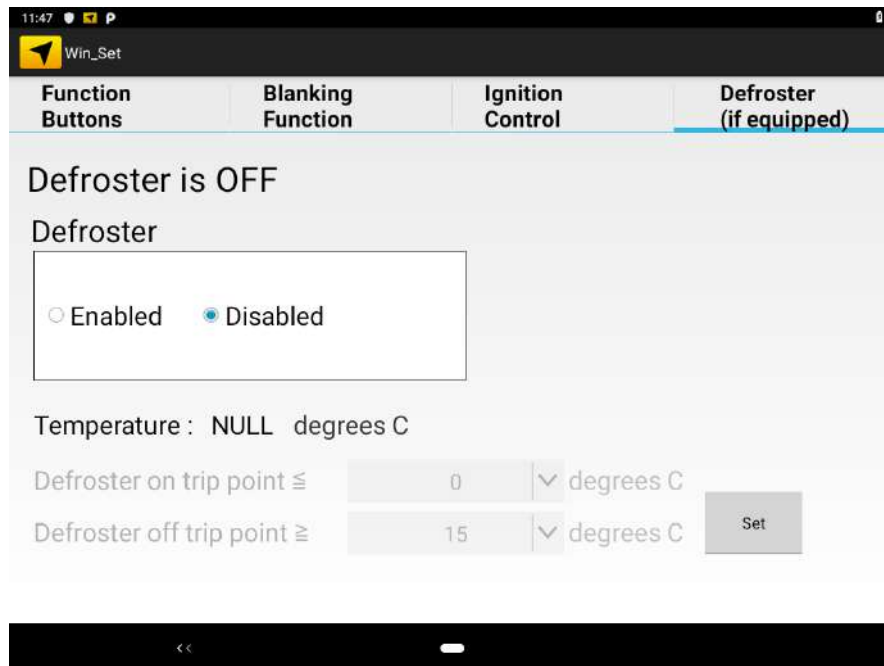 11:47 P
Win_Set
Function Buttons
Blanking Function
Ignition Control
Defroster (if equipped)
Defroster is OFF
Defroster
Enabled Disabled
Temperature : NULL degrees C
Defroster on trip point ≦ 0 degrees C
Defroster off trip point ≧ 15 degrees C
Set
<<